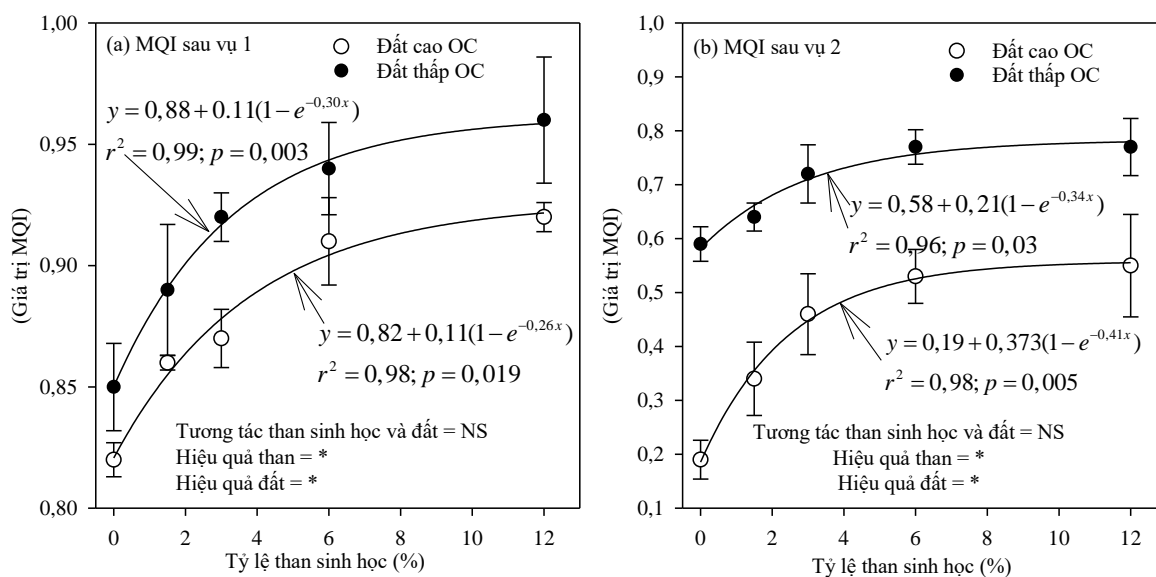 (a) MQI sau vụ 1
Đất cao OC
Đất thấp OC
y = 0,88 + 0.11(1 − e^{−0,30x})
r² = 0,99; p = 0,003
y = 0,82 + 0,11(1 − e^{−0,26x})
r² = 0,98; p = 0,019
Tương tác than sinh học và đất = NS
Hiệu quả than = *
Hiệu quả đất = *
1,00
0,95
0,90
0,85
0,80
(Giá trị MQI)
0 2 4 6 8 10 12
Tỷ lệ than sinh học (%)
(b) MQI sau vụ 2
Đất cao OC
Đất thấp OC
y = 0,58 + 0,21(1 − e^{−0,34x})
r² = 0,96; p = 0,03
y = 0,19 + 0,373(1 − e^{−0,41x})
r² = 0,98; p = 0,005
Tương tác than sinh học và đất = NS
Hiệu quả than = *
Hiệu quả đất = *
1,0
0,9
0,8
0,7
0,6
0,5
0,4
0,3
0,2
0,1
(Giá trị MQI)
0 2 4 6 8 10 12
Tỷ lệ than sinh học (%)